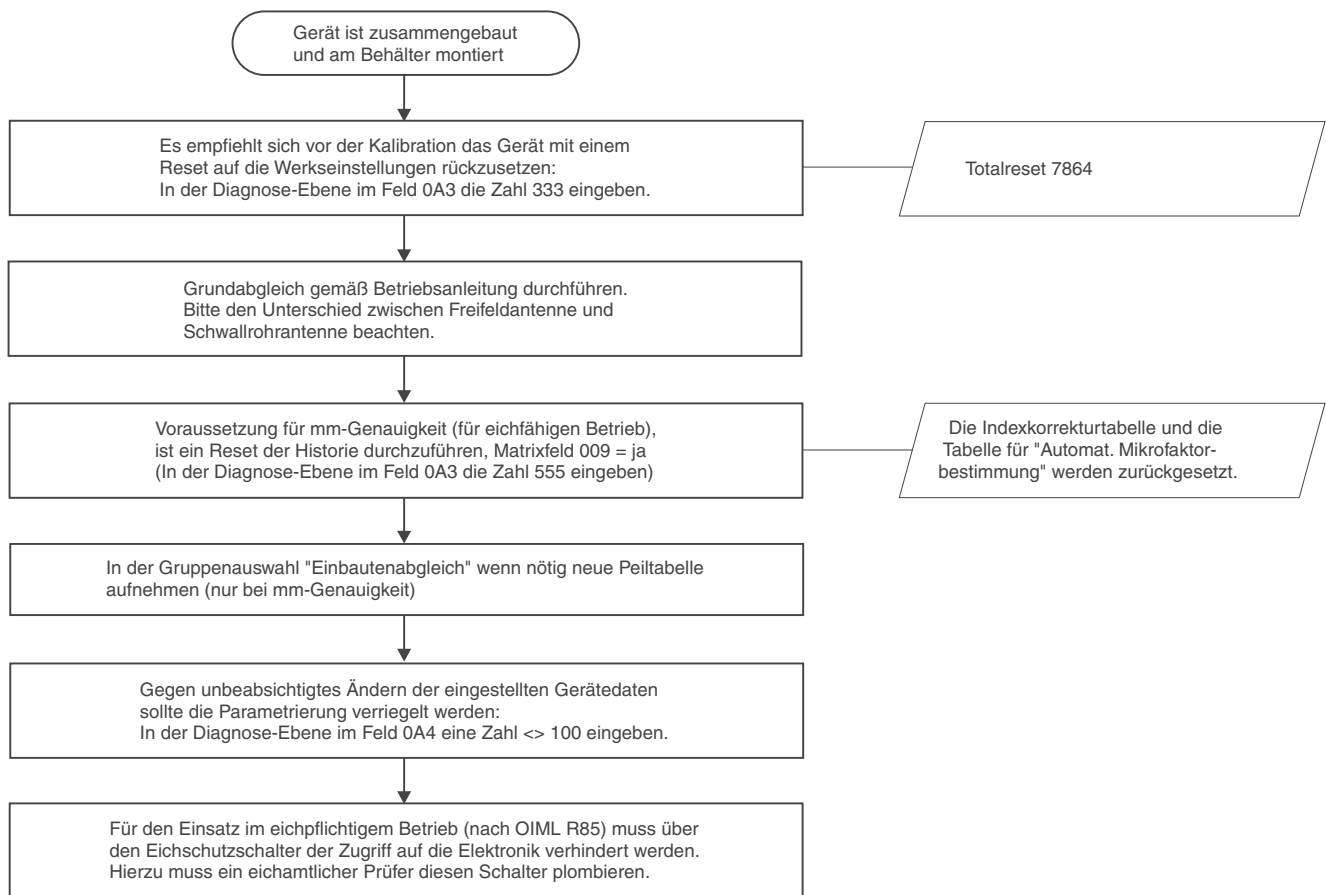 Gerät ist zusammengebaut
und am Behälter montiert
Es empfiehlt sich vor der Kalibration das Gerät mit einem
Reset auf die Werkseinstellungen rückzusetzen:
In der Diagnose-Ebene im Feld 0A3 die Zahl 333 eingeben.
Totalreset 7864
Grundabgleich gemäß Betriebsanleitung durchführen.
Bitte den Unterschied zwischen Freifeldantenne und
Schwallrohrantenne beachten.
Voraussetzung für mm-Genauigkeit (für eichfähigen Betrieb),
ist ein Reset der Historie durchzuführen, Matrixfeld 009 = ja
(In der Diagnose-Ebene im Feld 0A3 die Zahl 555 eingeben)
Die Indexkorrekturtabelle und die
Tabelle für "Automat. Mikrofaktor-
bestimmung" werden zurückgesetzt.
In der Gruppenauswahl "Einbautenabgleich" wenn nötig neue Peiltabelle
aufnehmen (nur bei mm-Genauigkeit)
Gegen unbeabsichtigtes Ändern der eingestellten Gerätedaten
sollte die Parametrierung verriegelt werden:
In der Diagnose-Ebene im Feld 0A4 eine Zahl <> 100 eingeben.
Für den Einsatz im eichpflichtigem Betrieb (nach OIML R85) muss über
den Eichschutzschalter der Zugriff auf die Elektronik verhindert werden.
Hierzu muss ein eichamtlicher Prüfer diesen Schalter plombieren.